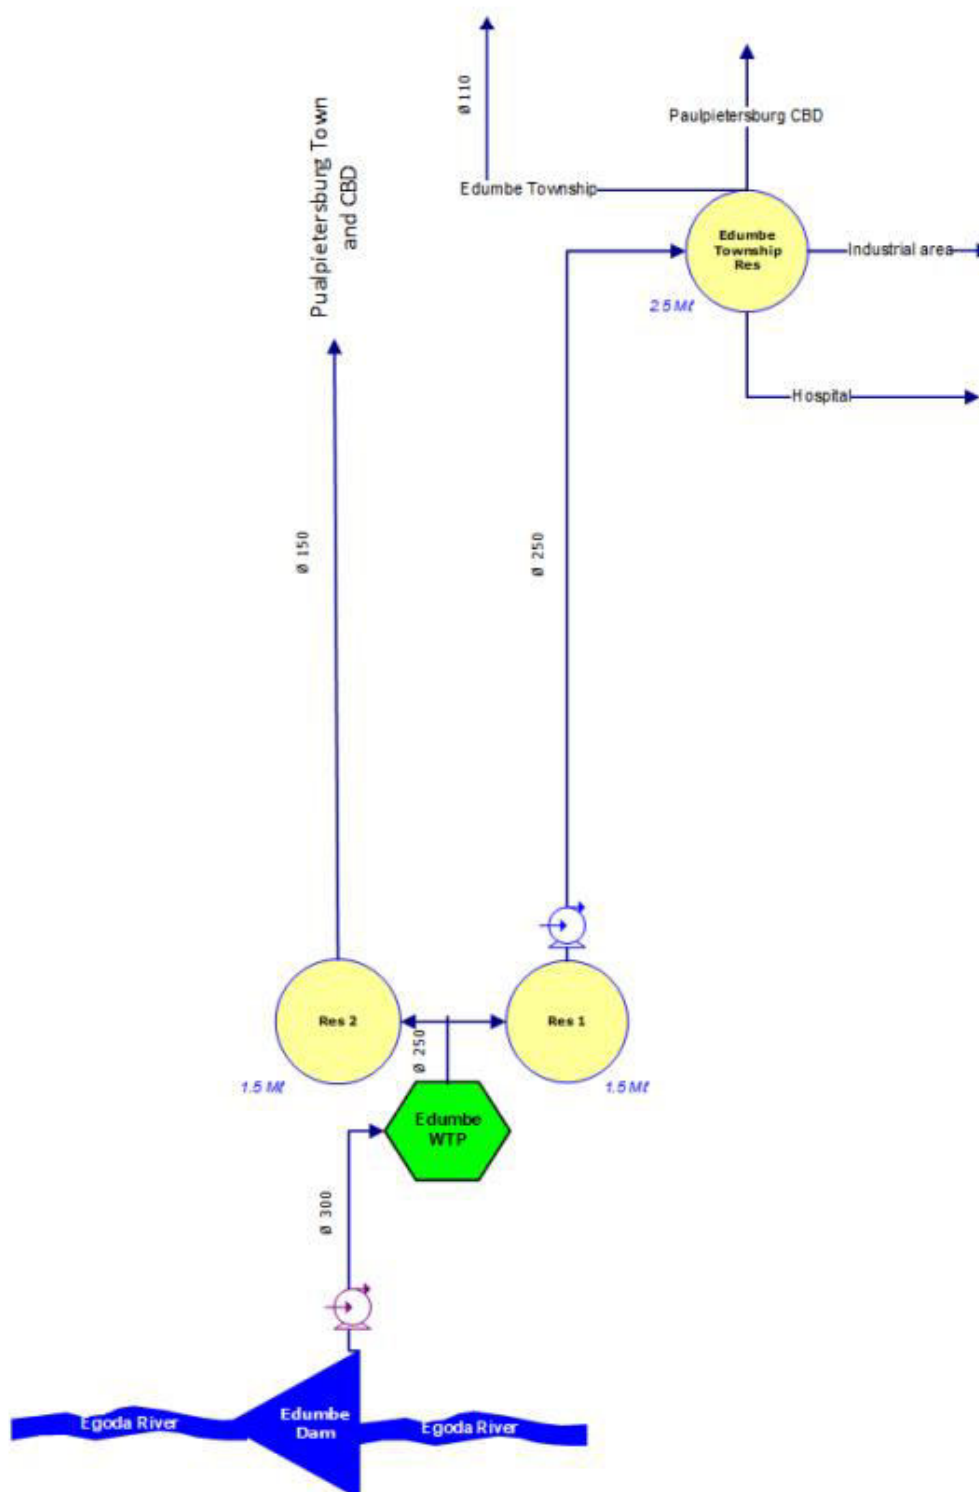 Ø 110
Paulpietersburg CBD
Pualpietersburg Town
and CBD
Edumbe Township
Edumbe
Township
Res
Industrial area
2.5 Mℓ
Hospital
Ø 150
Ø 250
Res 2
Res 1
Ø 250
1.5 Mℓ
1.5 Mℓ
Edumbe
WTP
Ø 300
Egoda River
Edumbe
Dam
Egoda River